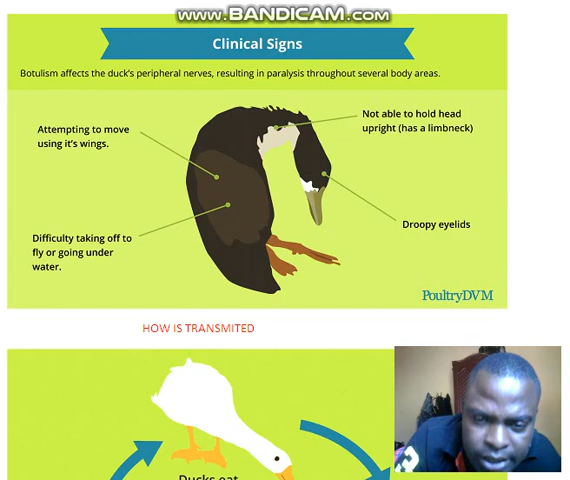 WWW.BANDICAM.COM
Clinical Signs
Botulism affects the duck's peripheral nerves, resulting in paralysis throughout several body areas.
Not able to hold head
upright (has a limbneck)
Attempting to move
using it's wings.
Droopy eyelids
Difficulty taking off to
fly or going under
water.
PoultryDVM
HOW IS TRANSMITED
Ducks eat